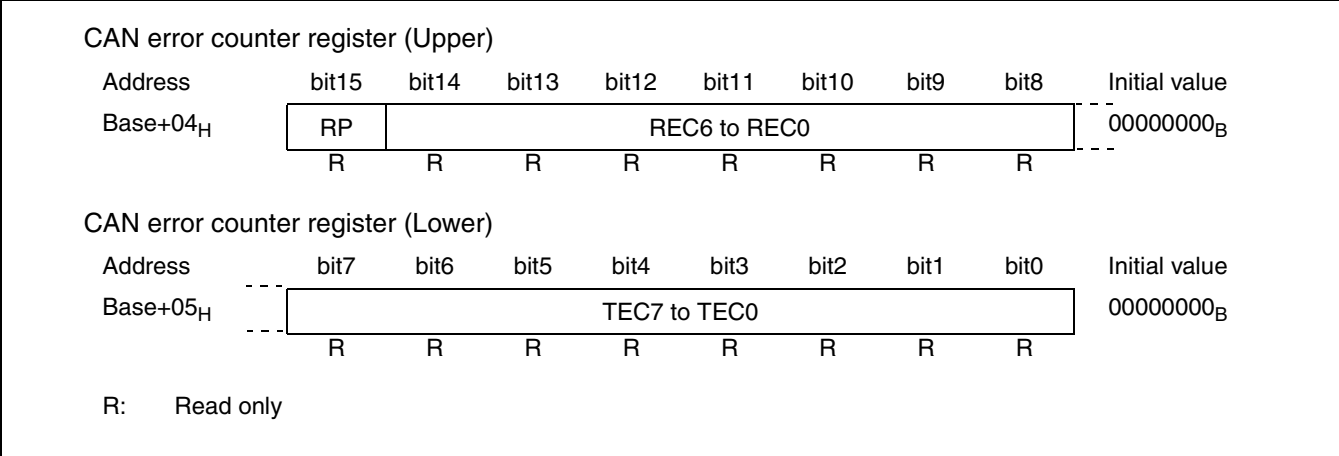 CAN error counter register (Upper)
Address bit15 bit14 bit13 bit12 bit11 bit10 bit9 bit8 Initial value
Base+04H RP REC6 to REC0 00000000B
R R R R R R R R
CAN error counter register (Lower)
Address bit7 bit6 bit5 bit4 bit3 bit2 bit1 bit0 Initial value
Base+05H TEC7 to TEC0 00000000B
R R R R R R R R
R: Read only